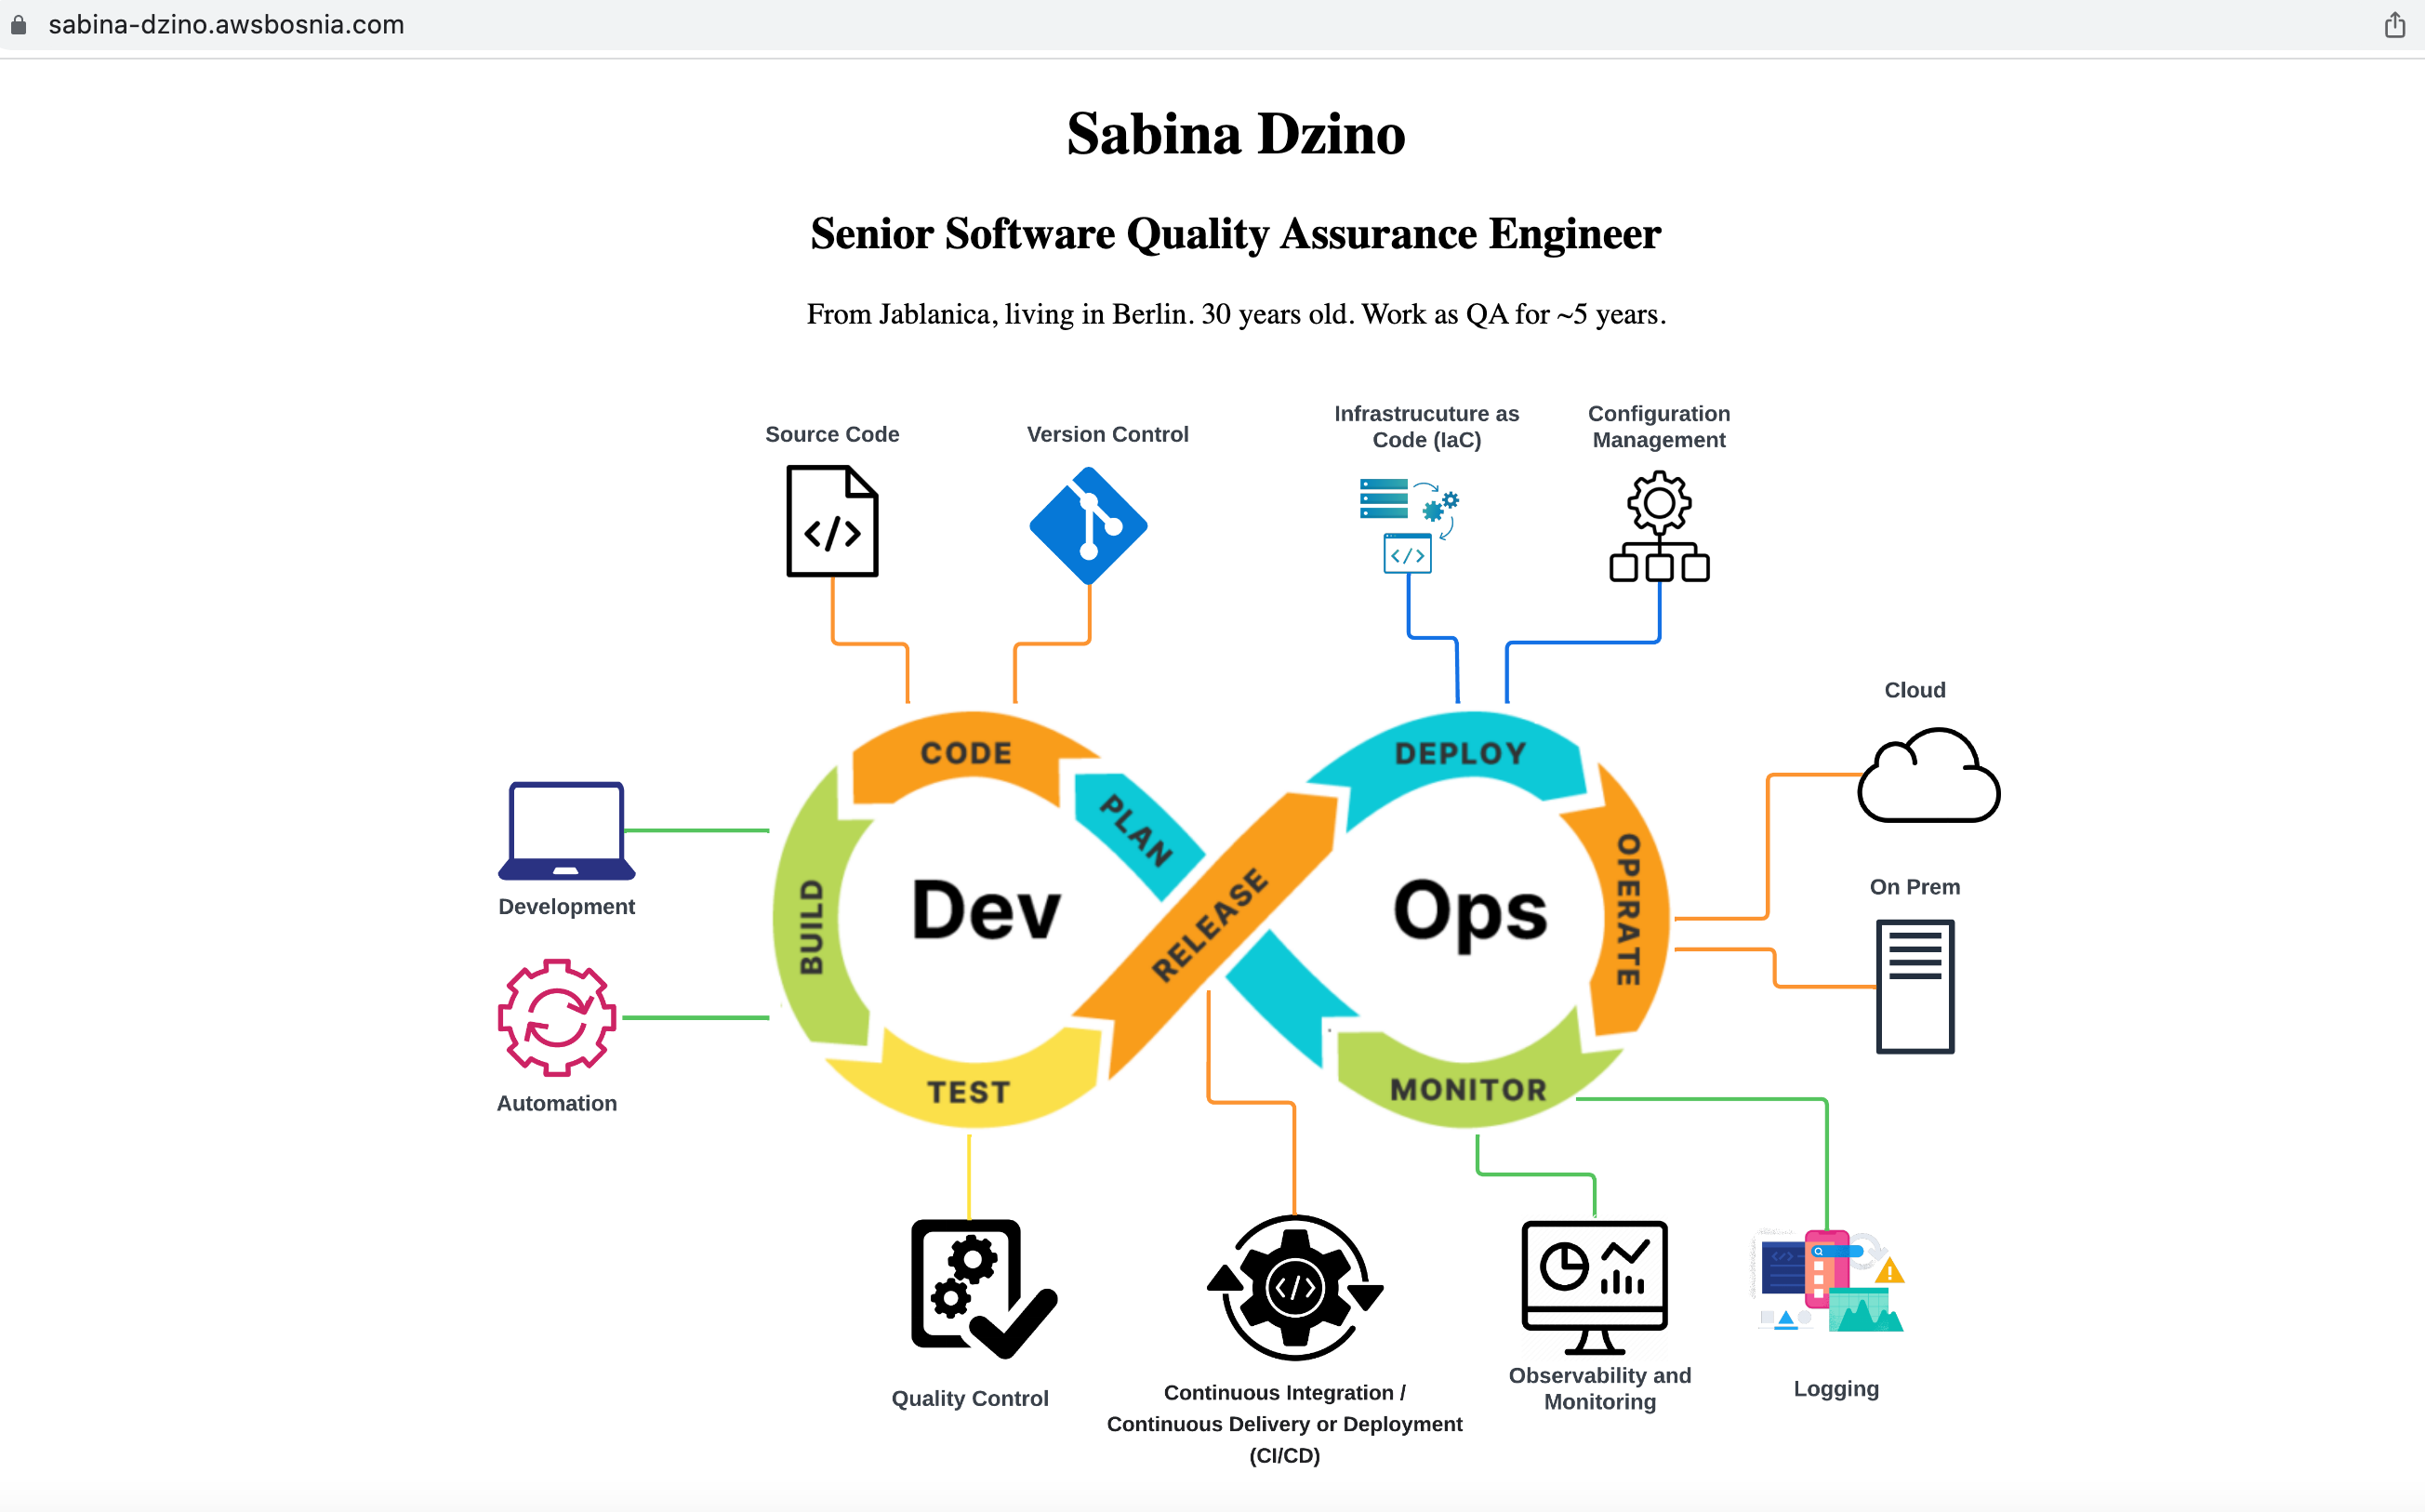 sabina-dzino.awsbosnia.com
Sabina Dzino
Senior Software Quality Assurance Engineer
From Jablanica, living in Berlin. 30 years old. Work as QA for ~5 years.
Source Code
Version Control
Infrastrucuture as
Code (IaC)
Configuration
Management
</>
</>
Cloud
CODE
DEPLOY
PLAN
OPERATE
Development
BUILD
Dev
RELEASE
Ops
On Prem
Automation
TEST
MONITOR
</>
</>
Quality Control
Continuous Integration /
Continuous Delivery or Deployment
(CI/CD)
Observability and
Monitoring
Logging